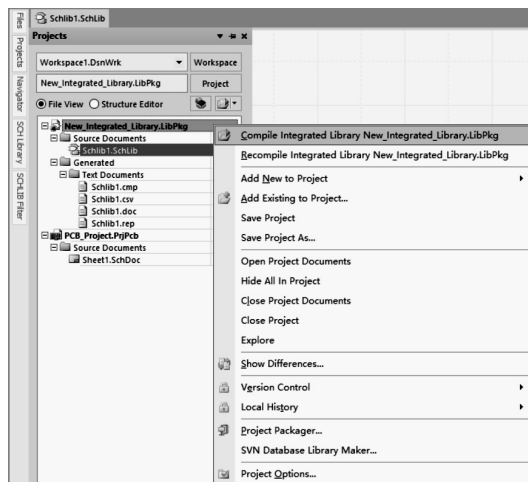 Schlib1.SchLib
Files
Projects
Navigator
SCH Library
SCHLIB Filter
Projects
Workspace1.DsnWrk
Workspace
New_Integrated_Library.LibPkg
Project
File View
Structure Editor
New_Integrated_Library.LibPkg
Source Documents
Schlib1.SchLib
Generated
Text Documents
Schlib1.cmp
Schlib1.csv
Schlib1.doc
Schlib1.rep
PCB_Project.PrjPcb
Source Documents
Sheet1.SchDoc
Compile Integrated Library New_Integrated_Library.LibPkg
Recompile Integrated Library New_Integrated_Library.LibPkg
Add New to Project
Add Existing to Project...
Save Project
Save Project As...
Open Project Documents
Hide All In Project
Close Project Documents
Close Project
Explore
Show Differences...
Version Control
Local History
Project Packager...
SVN Database Library Maker...
Project Options...